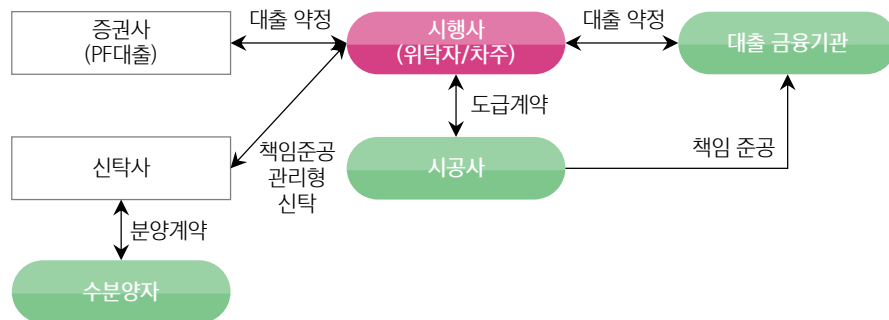 증권사
(PF대출)
대출 약정
시행사
(위탁자/차주)
대출 약정
대출 금융기관
도급계약
신탁사
책임준공
관리형
신탁
시공사
책임 준공
분양계약
수분양자